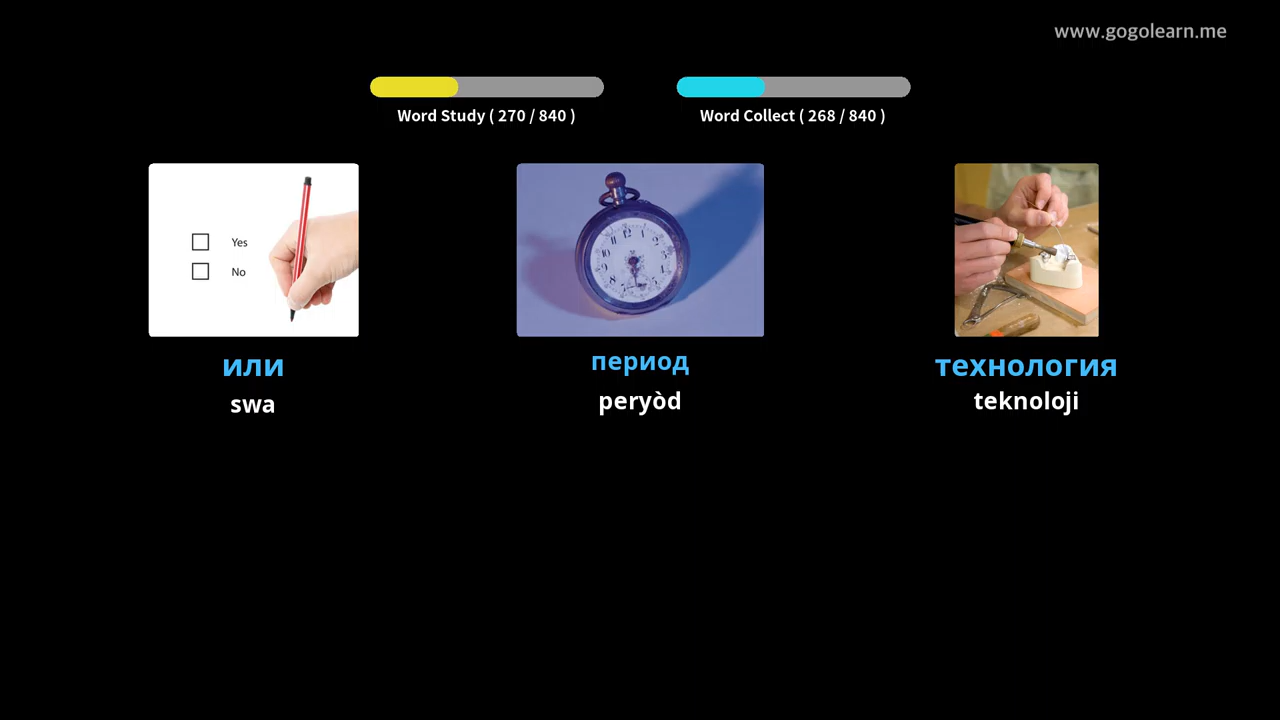 www.gogolearn.me
Word Study ( 270 / 840 )
Word Collect ( 268 / 840 )
Yes
No
или
swa
период
peryòd
технология
teknoloji